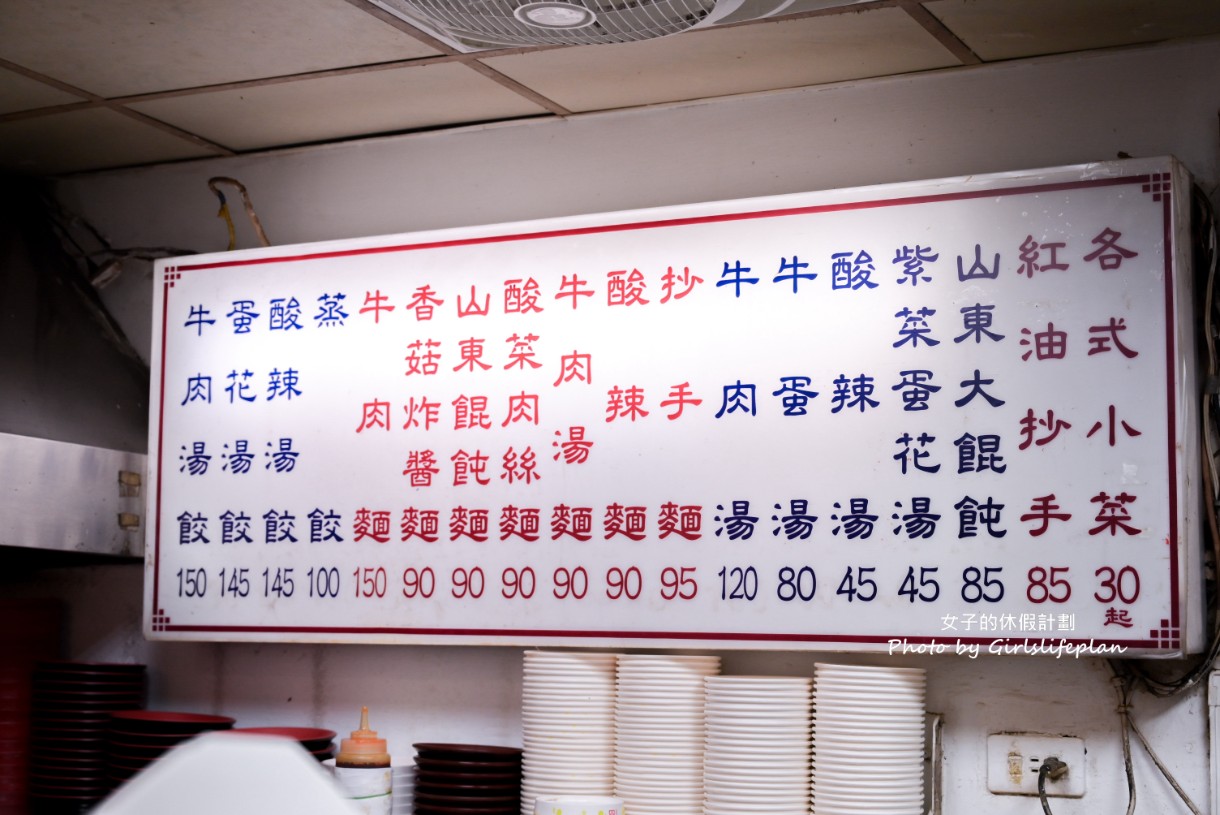 各式小菜 30起
紅油抄手 85
山東大餛飩 85
紫菜蛋花湯 45
酸辣湯 45
牛蛋湯 80
牛肉湯 120
抄手麵 95
酸辣麵 90
牛肉湯麵 90
酸菜肉絲麵 90
山東餛飩麵 90
香菇炸醬麵 90
牛肉麵 150
蒸餃 100
酸辣湯餃 145
蛋花湯餃 145
牛肉湯餃 150
女子的休假計劃
Photo by Girlslifeplan